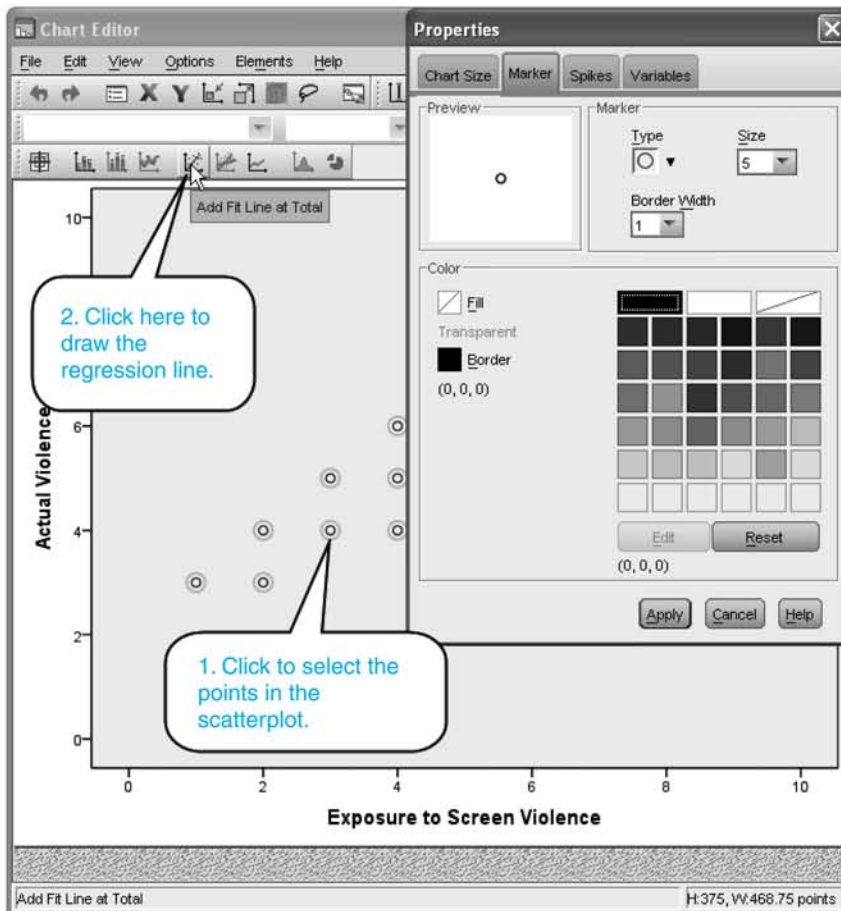 Chart Editor
File Edit View Options Elements Help
Add Fit Line at Total
2. Click here to
draw the
regression line.
1. Click to select the
points in the
scatterplot.
Actual Violence
10
6
4
2
0
0 2 4 6 8 10
Exposure to Screen Violence
Add Fit Line at Total
H:375, W:468.75 points
Properties
Chart Size Marker Spikes Variables
Preview
Marker
Type
Size
5
Border Width
1
Color
Fill
Transparent
Border
(0, 0, 0)
Edit Reset
(0, 0, 0)
Apply Cancel Help